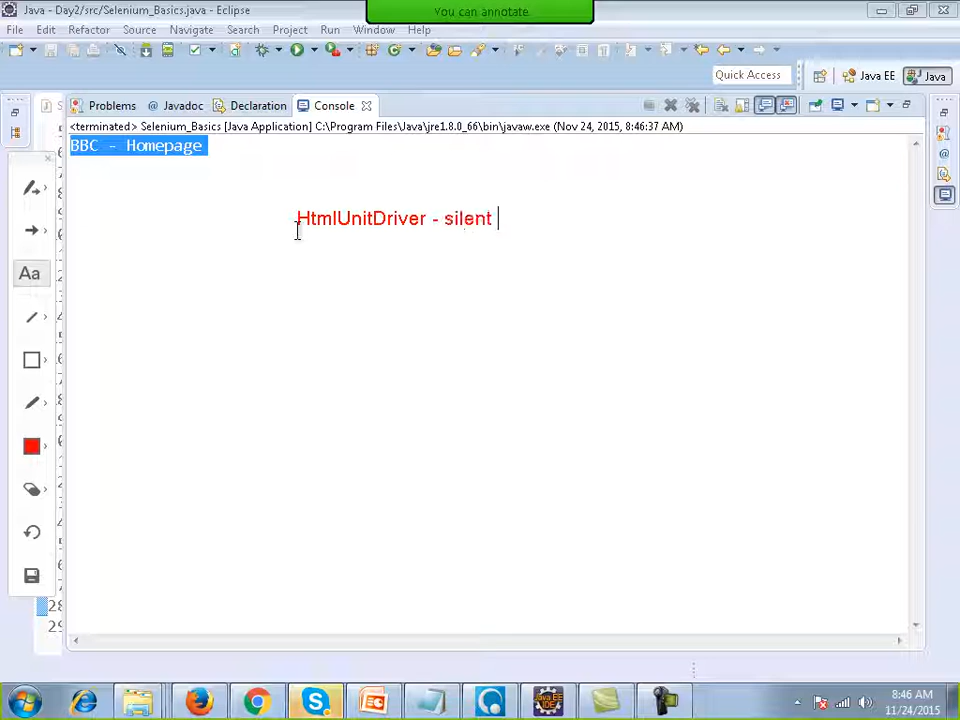 You can annotate
Java - Day2/src/Selenium_Basics.java - Eclipse
File Edit Refactor Source Navigate Search Project Run Window Help
Quick Access
Java EE
Java
Problems
@ Javadoc
Declaration
Console
<terminated> Selenium_Basics [Java Application] C:\Program Files\Java\jre1.8.0_66\bin\javaw.exe (Nov 24, 2015, 8:46:37 AM)
BBC - Homepage
HtmlUnitDriver - silent
Aa
28
29
8:46 AM
11/24/2015